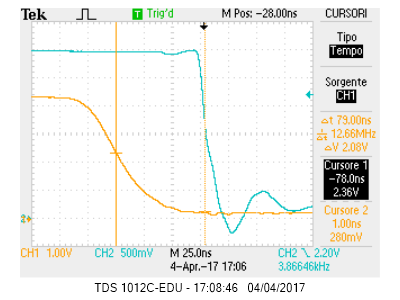 Tek T Trig'd M Pos: -28.00ns CURSORI
Tipo
Tempo
Sorgente
CH1
Δt 79.00ns
12.66MHz
ΔV 2.08V
Cursore 1
-78.0ns
2.36V
Cursore 2
1.00ns
280mV
2
CH1 1.00V CH2 500mV M 25.0ns CH2 \ 2.20V
4-Apr.-17 17:06 3.86646kHz
TDS 1012C-EDU - 17:08:46 04/04/2017